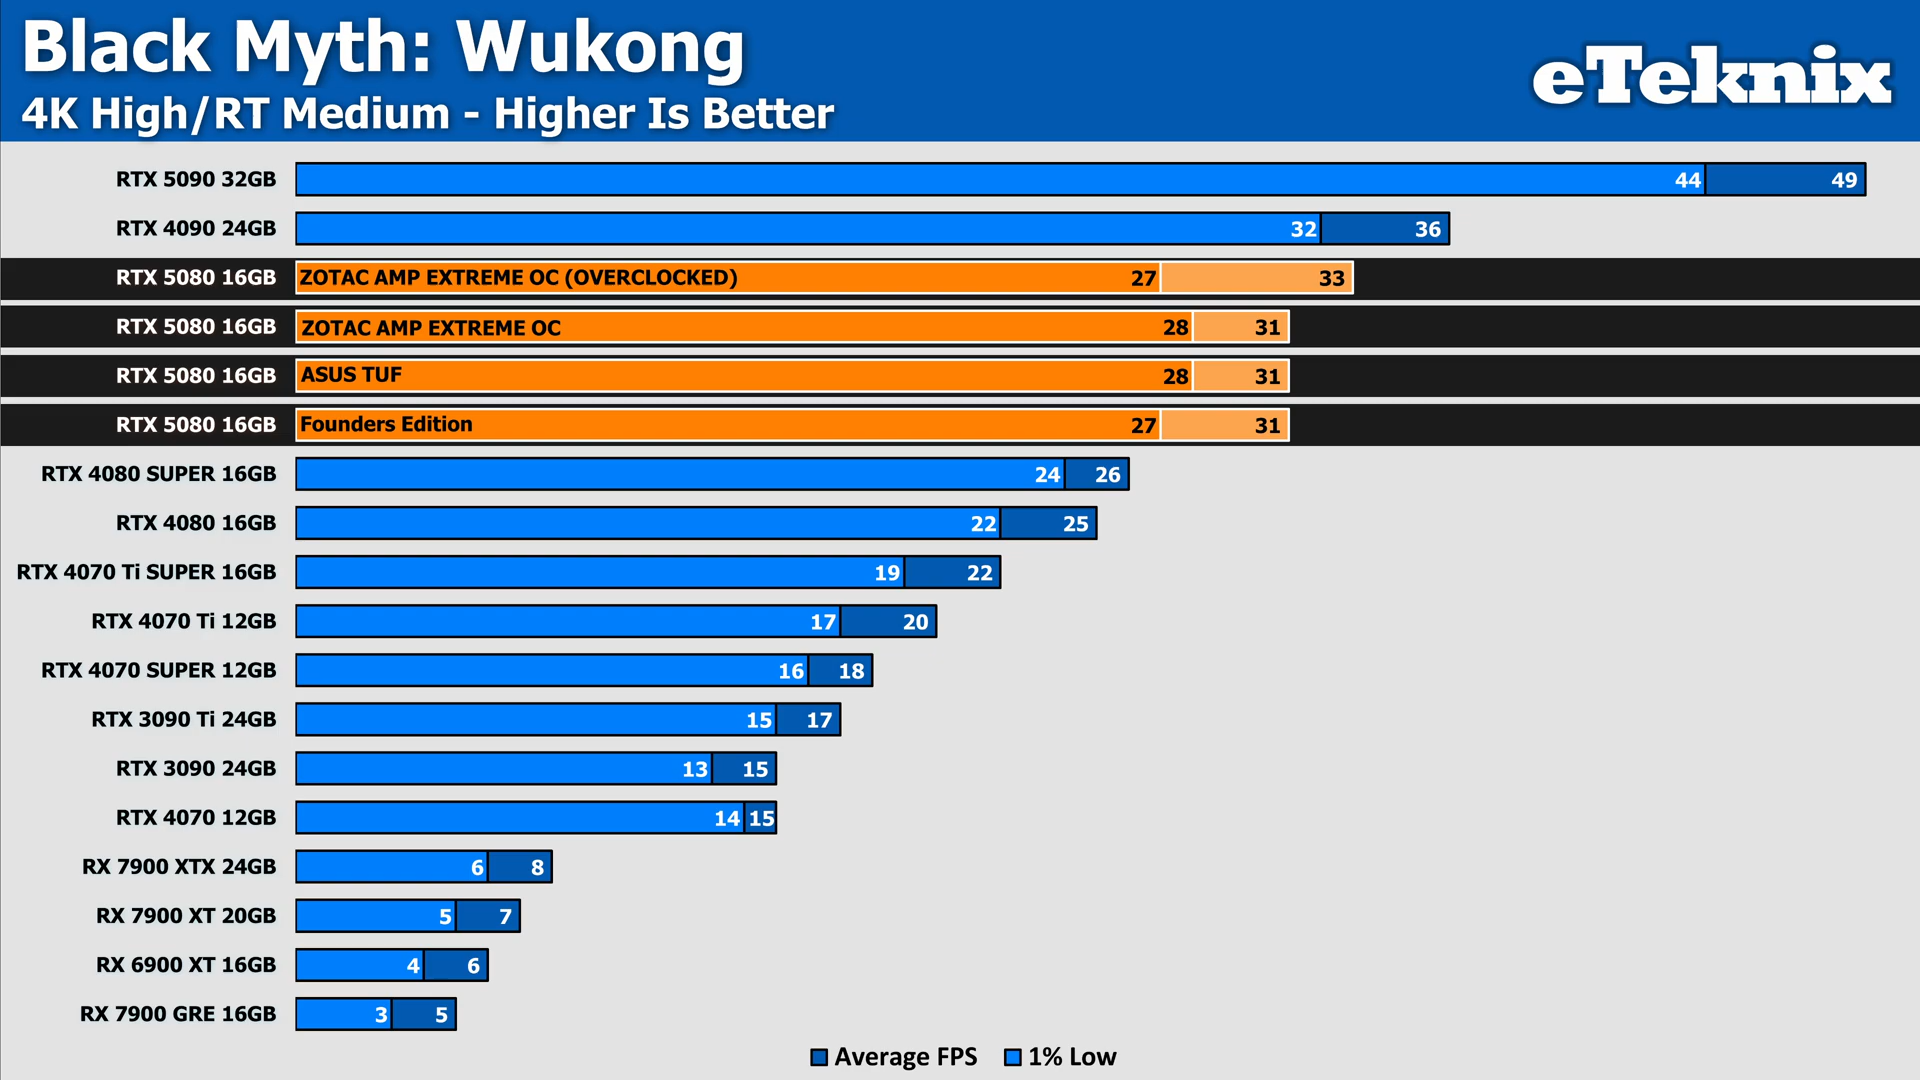 Black Myth: Wukong
4K High/RT Medium - Higher Is Better
eTeknix
RTX 5090 32GB 44 49
RTX 4090 24GB 32 36
RTX 5080 16GB ZOTAC AMP EXTREME OC (OVERCLOCKED) 27 33
RTX 5080 16GB ZOTAC AMP EXTREME OC 28 31
RTX 5080 16GB ASUS TUF 28 31
RTX 5080 16GB Founders Edition 27 31
RTX 4080 SUPER 16GB 24 26
RTX 4080 16GB 22 25
RTX 4070 Ti SUPER 16GB 19 22
RTX 4070 Ti 12GB 17 20
RTX 4070 SUPER 12GB 16 18
RTX 3090 Ti 24GB 15 17
RTX 3090 24GB 13 15
RTX 4070 12GB 14 15
RX 7900 XTX 24GB 6 8
RX 7900 XT 20GB 5 7
RX 6900 XT 16GB 4 6
RX 7900 GRE 16GB 3 5
Average FPS 1% Low